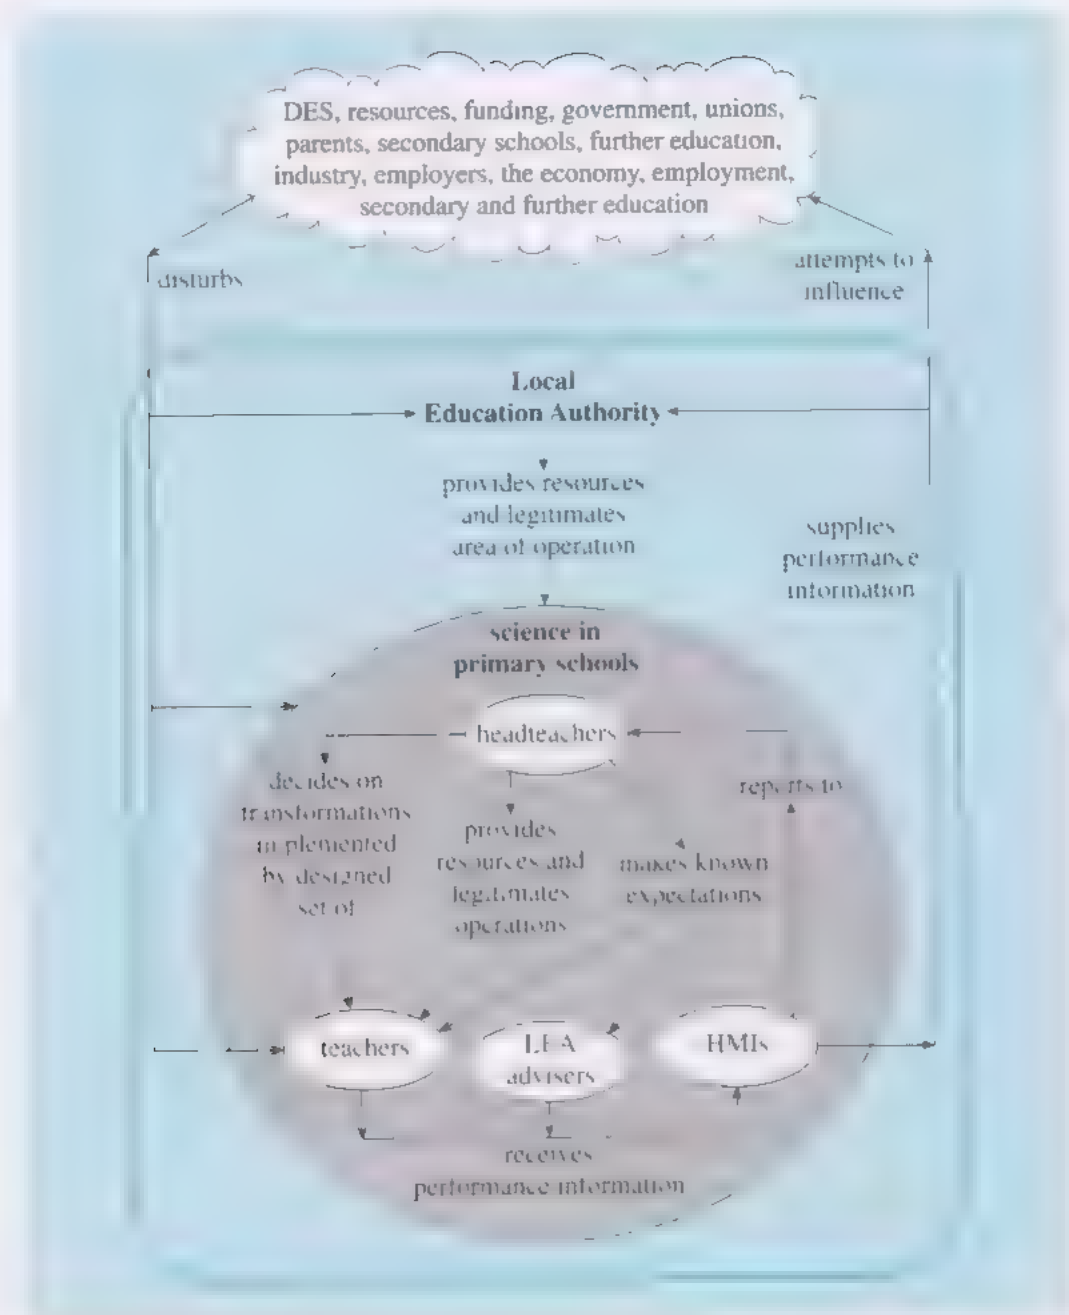 DES, resources, funding, government, unions,
parents, secondary schools, further education,
industry, employers, the economy, employment,
secondary and further education
disturbs
attempts to
influence
Local
Education Authority
provides resources
and legitimates
area of operation
supplies
performance
information
science in
primary schools
headteachers
decides on
transformations
implemented
by designed
set of
provides
resources and
legitimates
operations
makes known
expectations
reports to
teachers
LEA
advisers
HMIs
receives
performance information